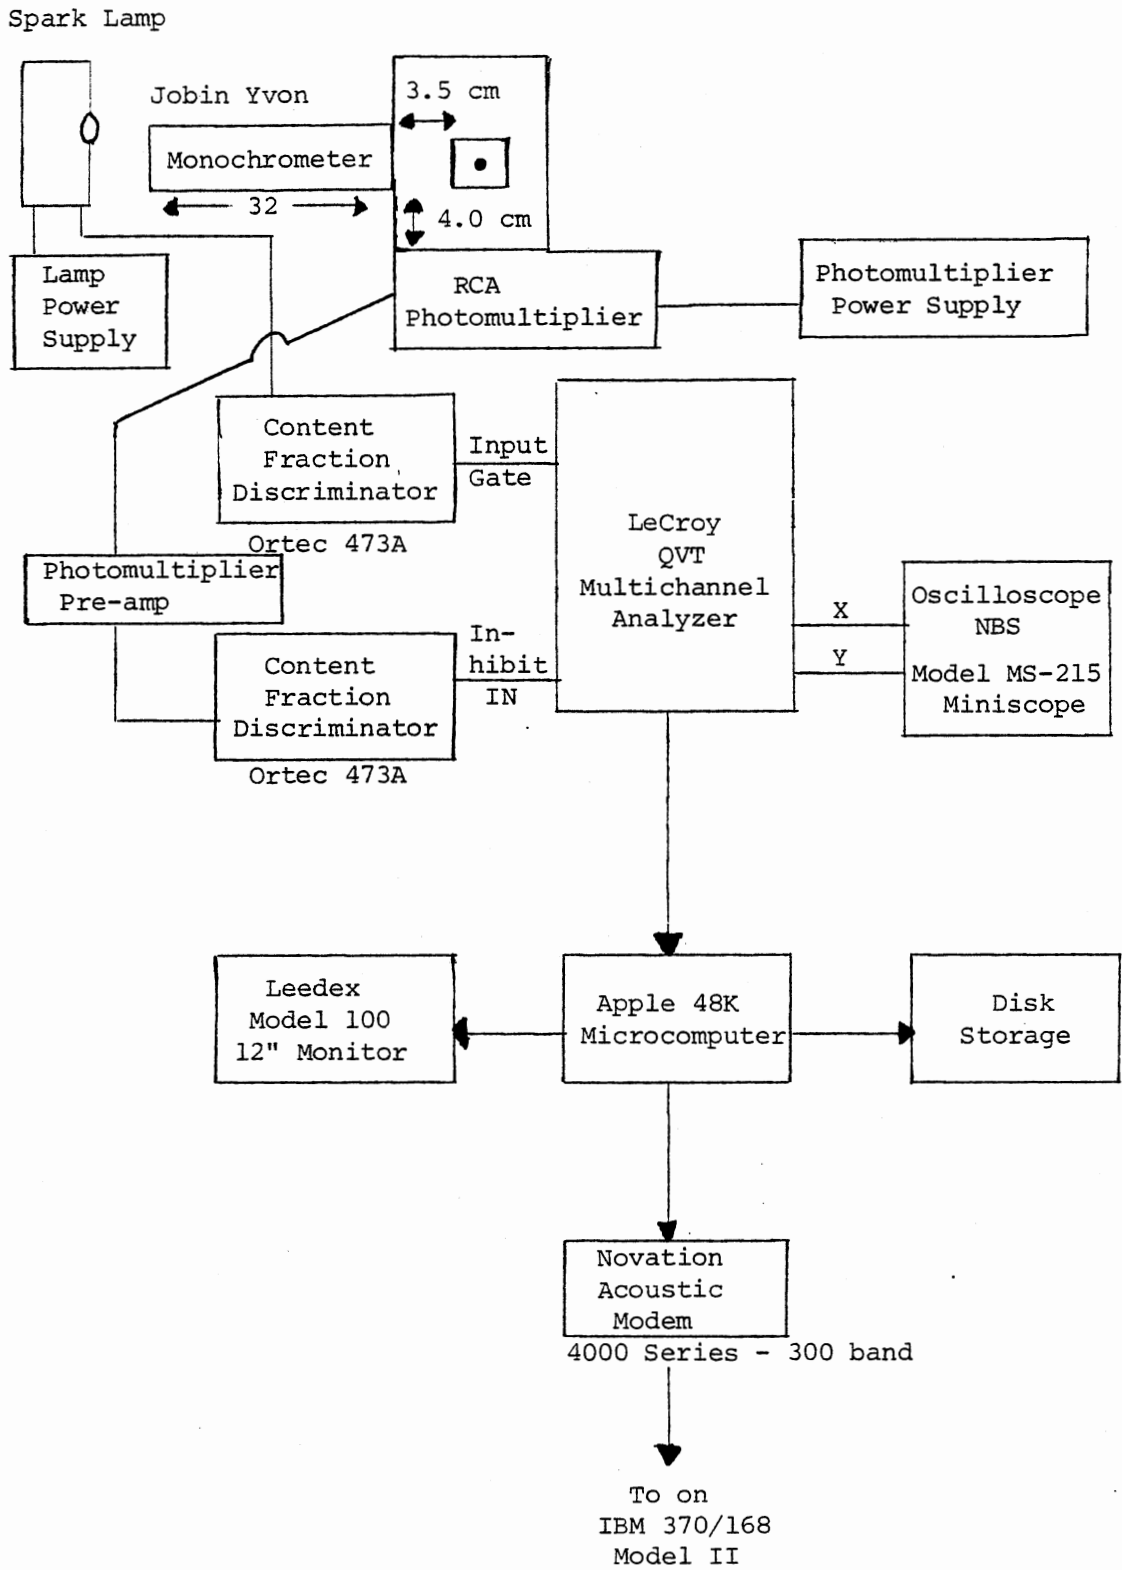 Spark Lamp
Jobin Yvon
3.5 cm
Monochrometer
32
4.0 cm
Lamp
Power
Supply
RCA
Photomultiplier
Photomultiplier
Power Supply
Content
Fraction
Discriminator
Ortec 473A
Input
Gate
LeCroy
QVT
Multichannel
Analyzer
Photomultiplier
Pre-amp
X
Y
Oscilloscope
NBS
Model MS-215
Miniscope
Content
Fraction
Discriminator
Ortec 473A
In-
hibit
IN
Leedex
Model 100
12" Monitor
Apple 48K
Microcomputer
Disk
Storage
Novation
Acoustic
Modem
4000 Series - 300 band
To on
IBM 370/168
Model II